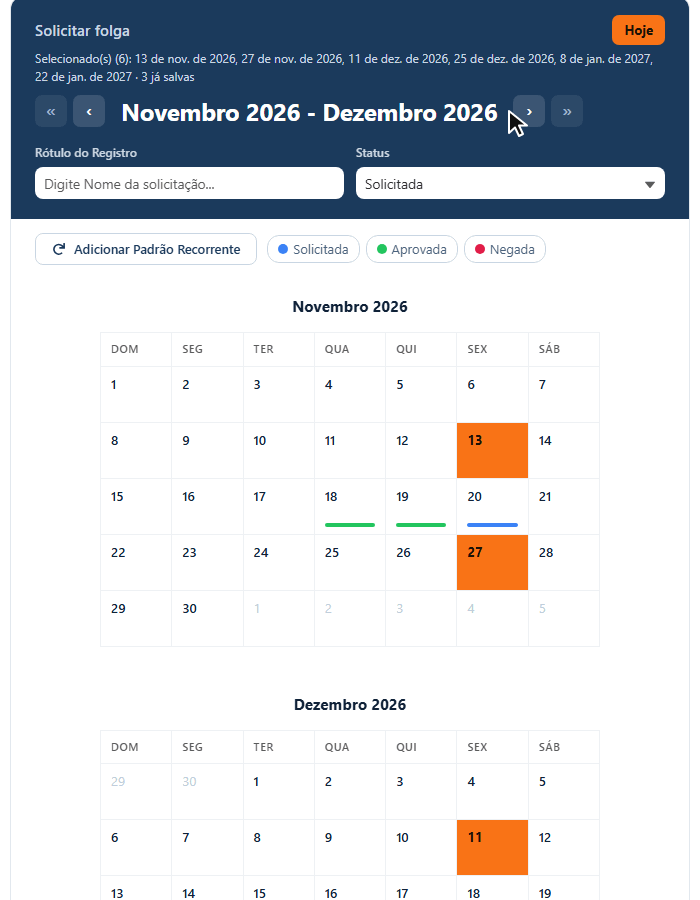 Solicitar folga
Hoje
Selecionado(s) (6): 13 de nov. de 2026, 27 de nov. de 2026, 11 de dez. de 2026, 25 de dez. de 2026, 8 de jan. de 2027,
22 de jan. de 2027 · 3 já salvas
« ‹ Novembro 2026 - Dezembro 2026 › »
Rótulo do Registro Status
Digite Nome da solicitação... Solicitada
Adicionar Padrão Recorrente Solicitada Aprovada Negada
Novembro 2026
DOM SEG TER QUA QUI SEX SÁB
1 2 3 4 5 6 7
8 9 10 11 12 13 14
15 16 17 18 19 20 21
22 23 24 25 26 27 28
29 30 1 2 3 4 5
Dezembro 2026
DOM SEG TER QUA QUI SEX SÁB
29 30 1 2 3 4 5
6 7 8 9 10 11 12
13 14 15 16 17 18 19